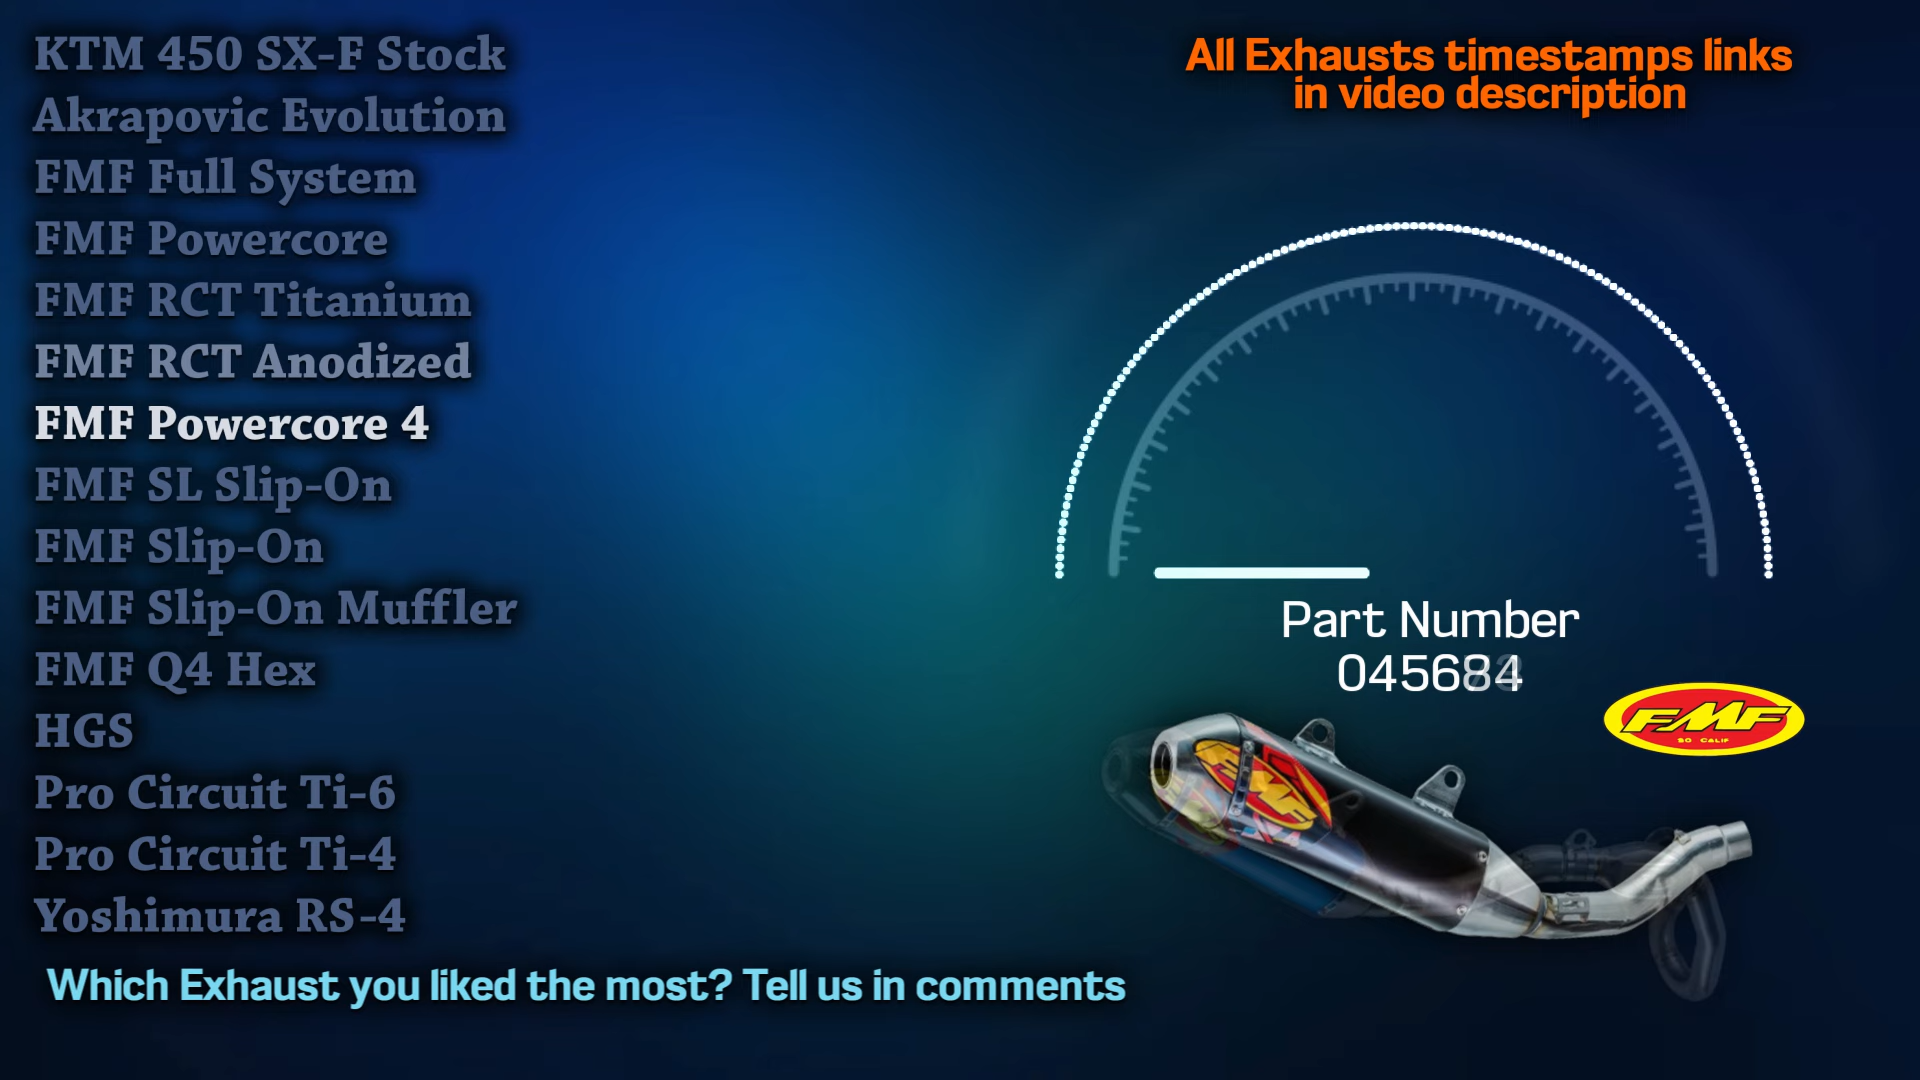 KTM 450 SX-F Stock
Akrapovic Evolution
FMF Full System
FMF Powercore
FMF RCT Titanium
FMF RCT Anodized
FMF Powercore 4
FMF SL Slip-On
FMF Slip-On
FMF Slip-On Muffler
FMF Q4 Hex
HGS
Pro Circuit Ti-6
Pro Circuit Ti-4
Yoshimura RS-4
Which Exhaust you liked the most? Tell us in comments
All Exhausts timestamps links
in video description
Part Number
045684
FMF
SO CALIF
FMF